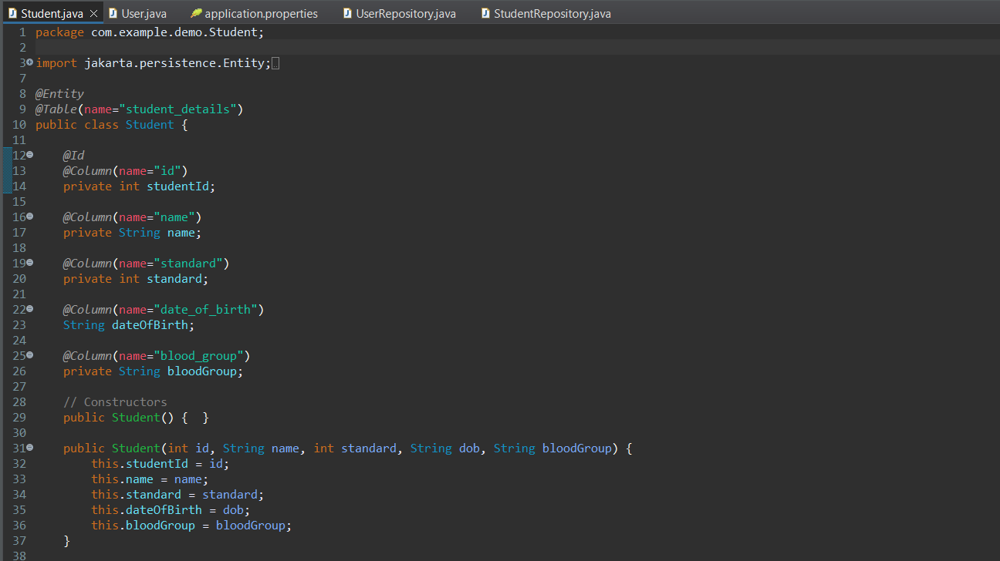 Student.java User.java application.properties UserRepository.java StudentRepository.java
1 package com.example.demo.Student;
2
3 import jakarta.persistence.Entity;
7
8 @Entity
9 @Table(name="student_details")
10 public class Student {
11
12 @Id
13 @Column(name="id")
14 private int studentId;
15
16 @Column(name="name")
17 private String name;
18
19 @Column(name="standard")
20 private int standard;
21
22 @Column(name="date_of_birth")
23 String dateOfBirth;
24
25 @Column(name="blood_group")
26 private String bloodGroup;
27
28 // Constructors
29 public Student() {  }
30
31 public Student(int id, String name, int standard, String dob, String bloodGroup) {
32 this.studentId = id;
33 this.name = name;
34 this.standard = standard;
35 this.dateOfBirth = dob;
36 this.bloodGroup = bloodGroup;
37 }
38